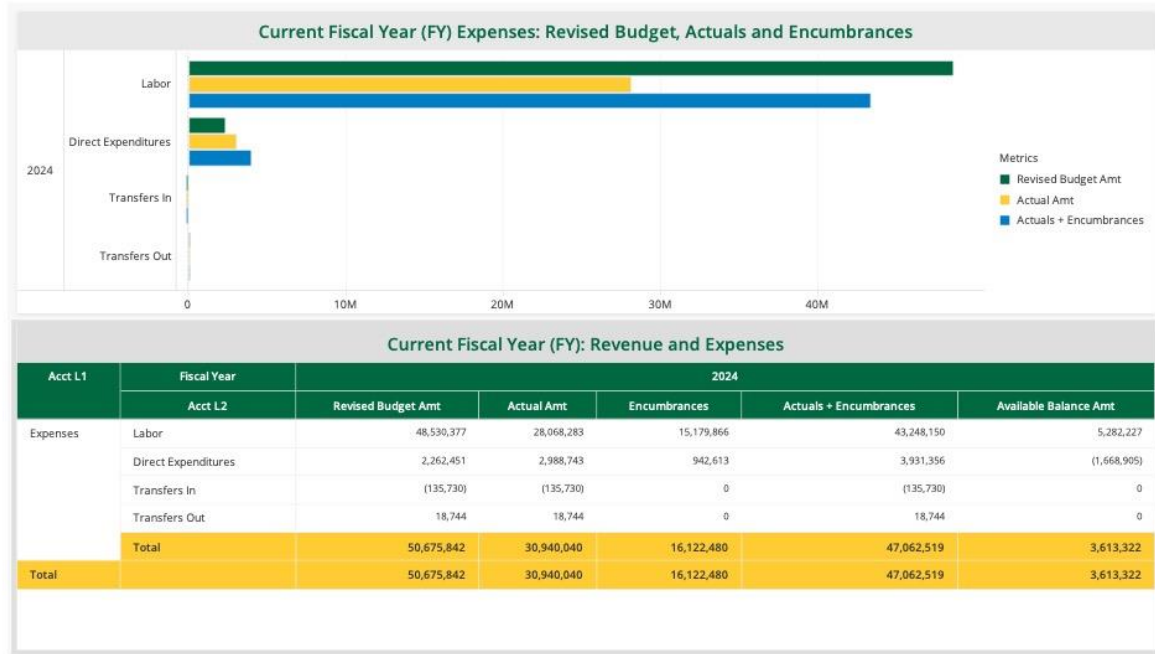 Current Fiscal Year (FY) Expenses: Revised Budget, Actuals and Encumbrances
2024
Labor
Direct Expenditures
Transfers In
Transfers Out
0 10M 20M 30M 40M
Metrics
Revised Budget Amt
Actual Amt
Actuals + Encumbrances
Current Fiscal Year (FY): Revenue and Expenses
Acct L1 Fiscal Year 2024
Acct L2 Revised Budget Amt Actual Amt Encumbrances Actuals + Encumbrances Available Balance Amt
Expenses Labor 48,530,377 28,068,283 15,179,866 43,248,150 5,282,227
Direct Expenditures 2,262,451 2,988,743 942,613 3,931,356 (1,668,905)
Transfers In (135,730) (135,730) 0 (135,730) 0
Transfers Out 18,744 18,744 0 18,744 0
Total 50,675,842 30,940,040 16,122,480 47,062,519 3,613,322
Total 50,675,842 30,940,040 16,122,480 47,062,519 3,613,322